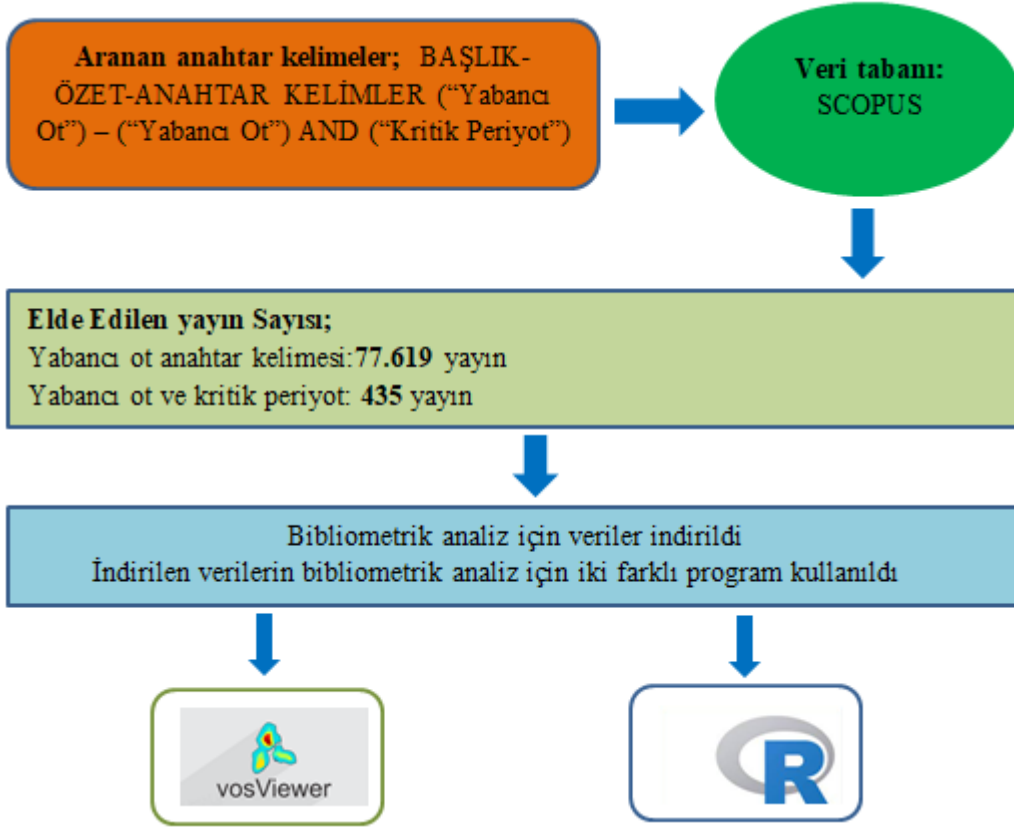 Aranan anahtar kelimeler; BAŞLIK-
ÖZET-ANAHTAR KELİMLER (“Yabancı
Ot”) – (“Yabancı Ot”) AND (“Kritik Periyot”)
Veri tabanı:
SCOPUS
Elde Edilen yayın Sayısı;
Yabancı ot anahtar kelimesi:77.619 yayın
Yabancı ot ve kritik periyot: 435 yayın
Bibliometrik analiz için veriler indirildi
İndirilen verilerin bibliometrik analiz için iki farklı program kullanıldı
vosViewer
R